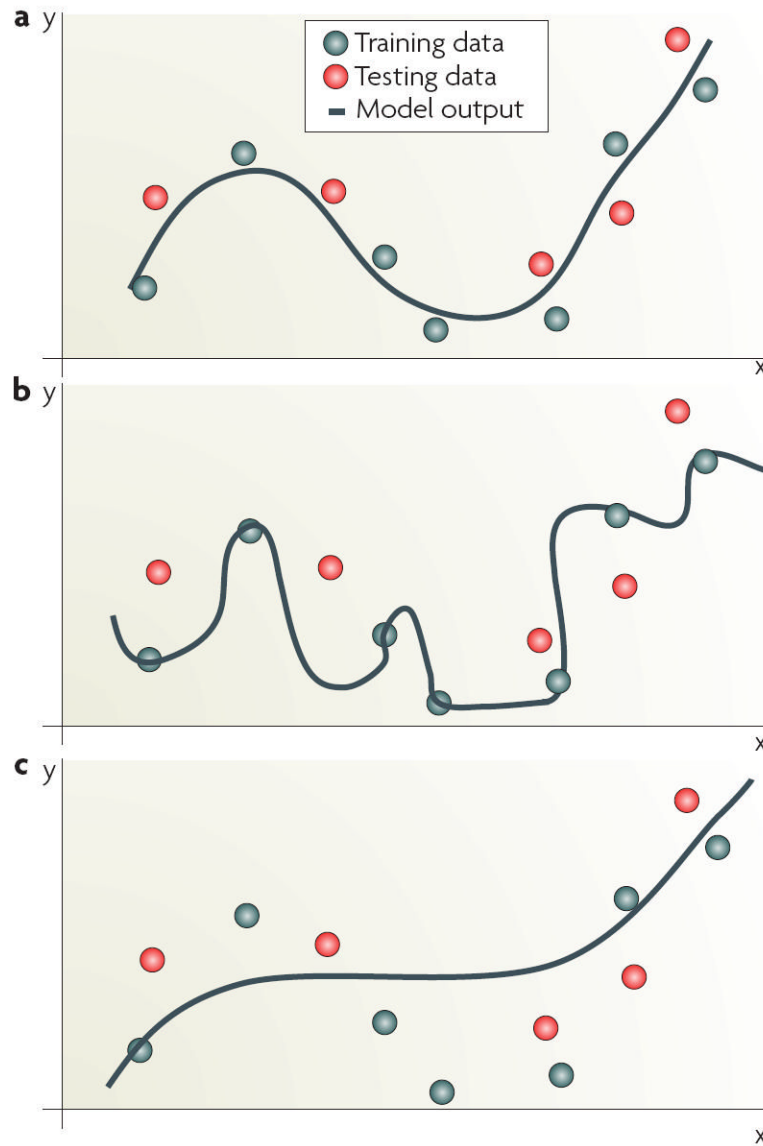 a y
Training data
Testing data
Model output
x
b y
x
c y
x